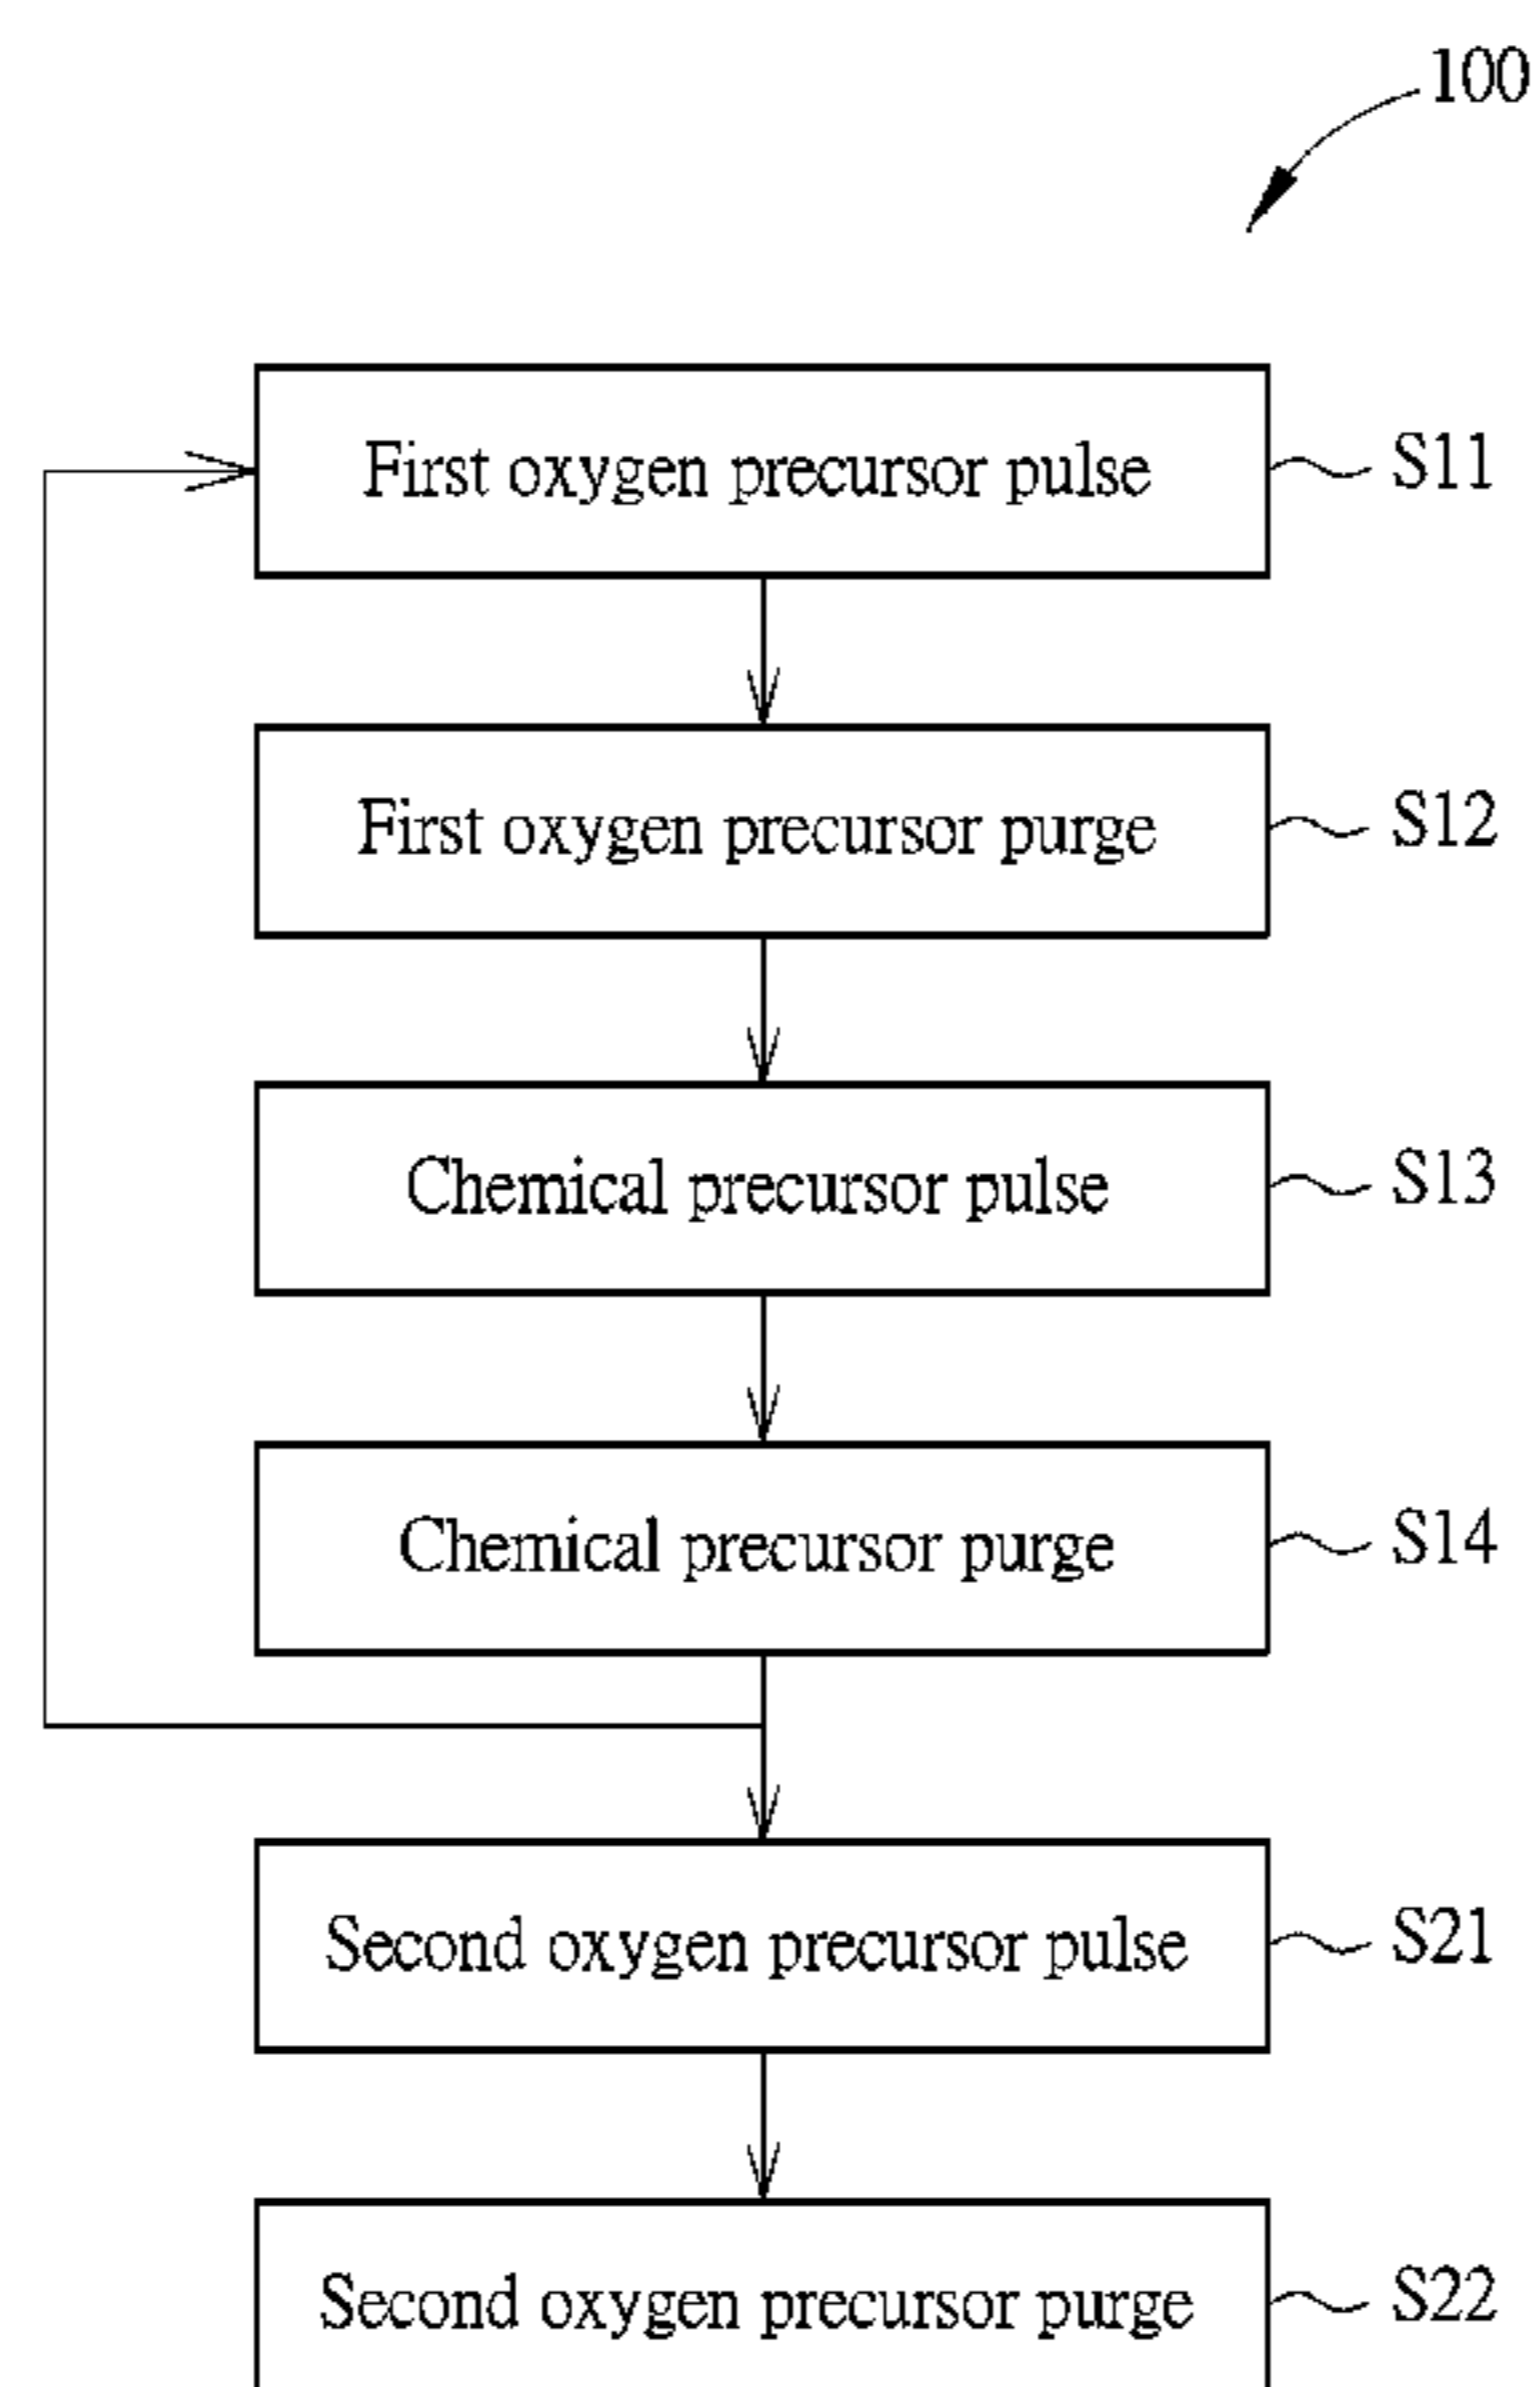 100
First oxygen precursor pulse S11
First oxygen precursor purge S12
Chemical precursor pulse S13
Chemical precursor purge S14
Second oxygen precursor pulse S21
Second oxygen precursor purge S22